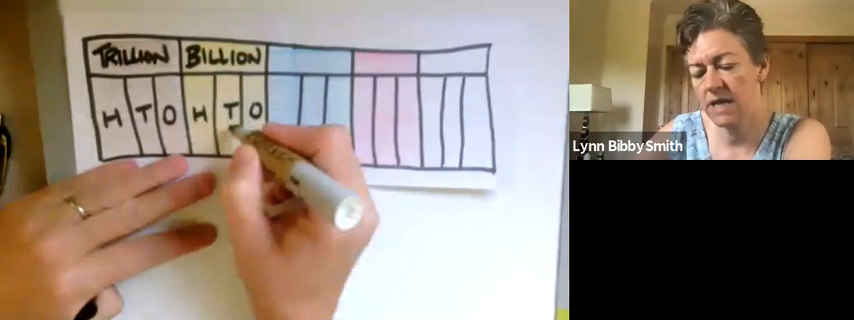 TRILLION BILLION
H T O H T O
Lynn Bibby Smith